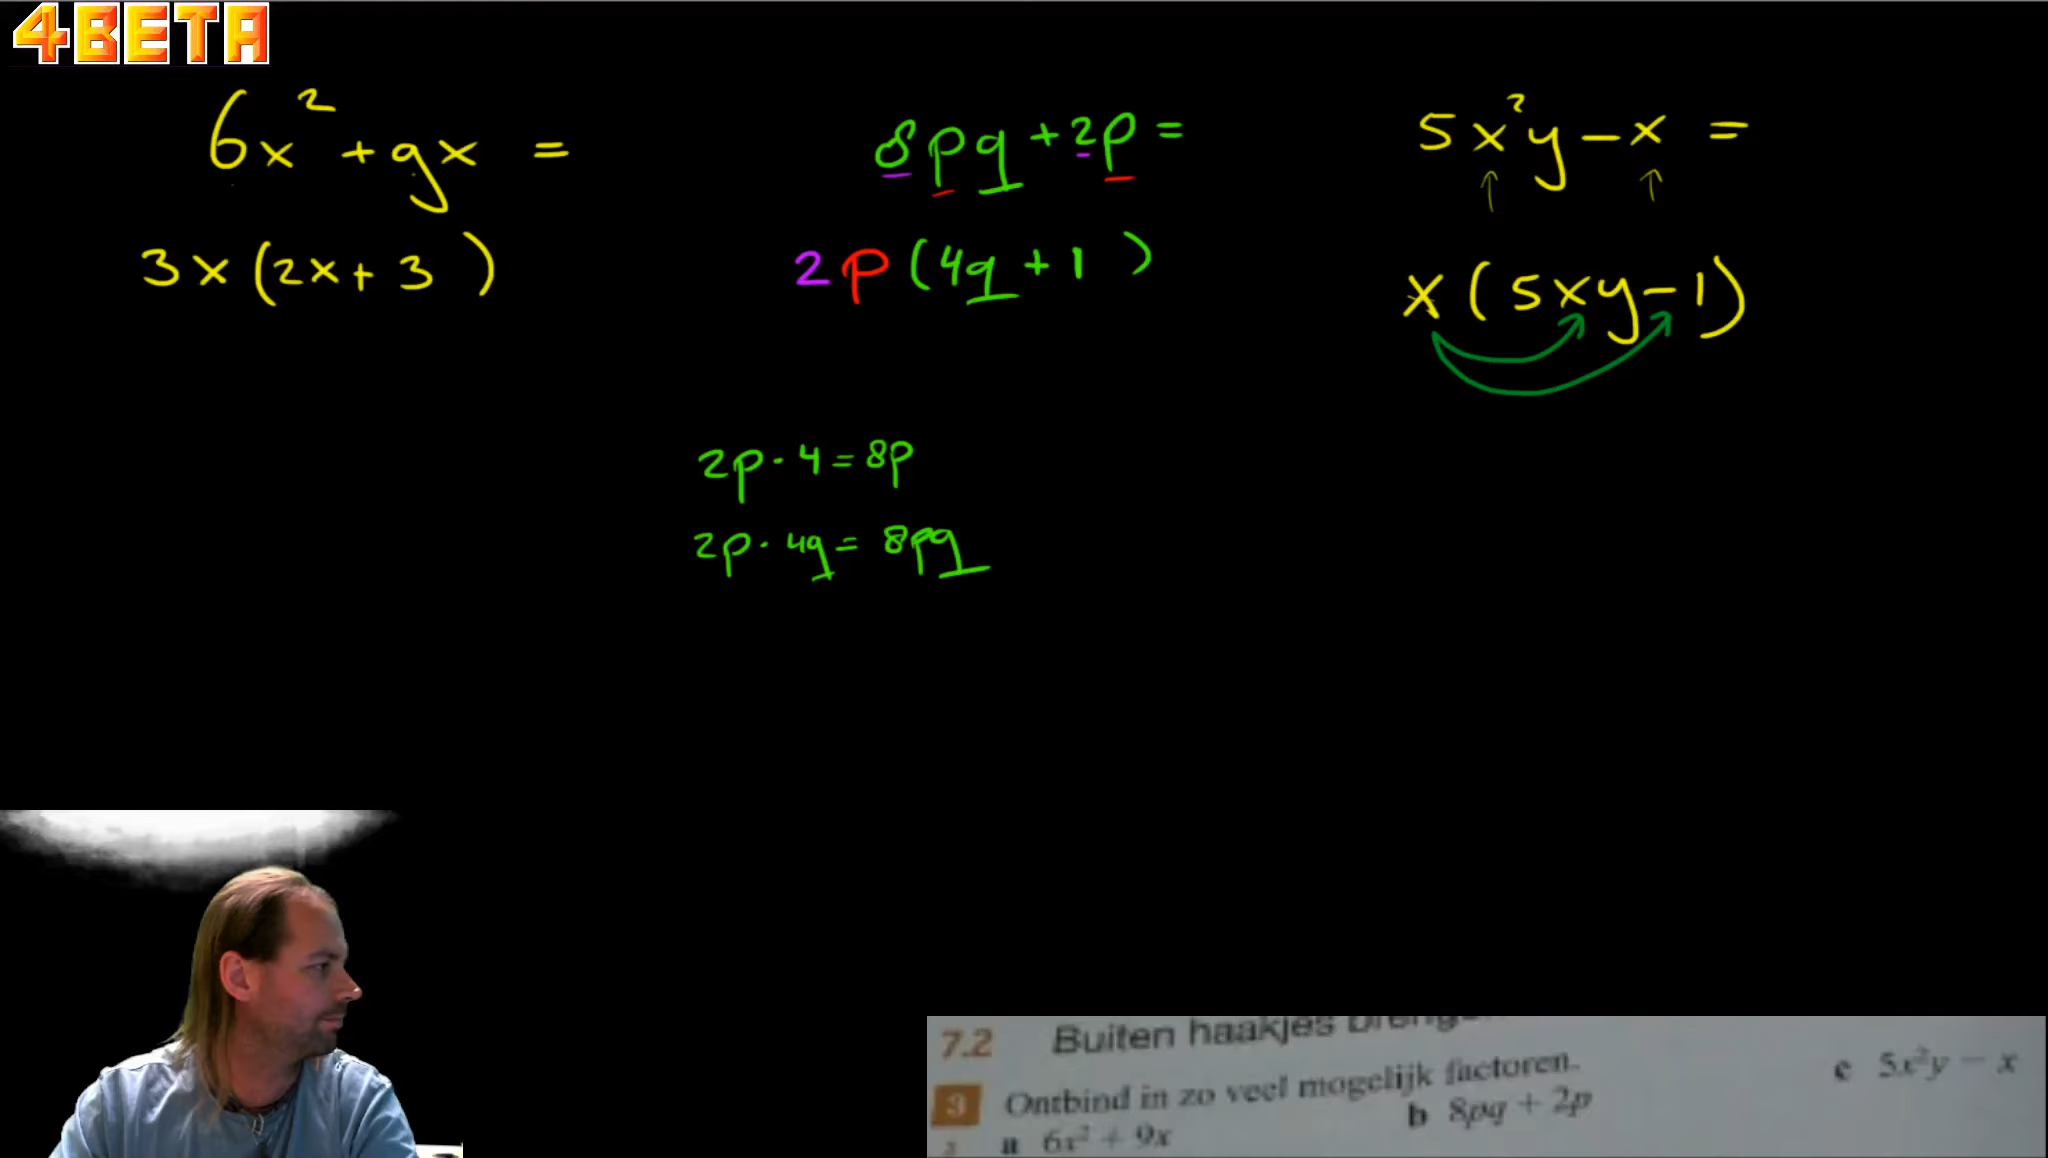 4BETA
6x² + 9x =
3x (2x + 3 )
8pq + 2p =
2p (4q + 1 )
5x²y - x =
x ( 5xy - 1)
2p · 4 = 8p
2p · 4q = 8pq
7.2 Buiten haakjes
3 Ontbind in zo veel mogelijk factoren.
a 6x² + 9x
b 8pq + 2p
c 5x²y - x